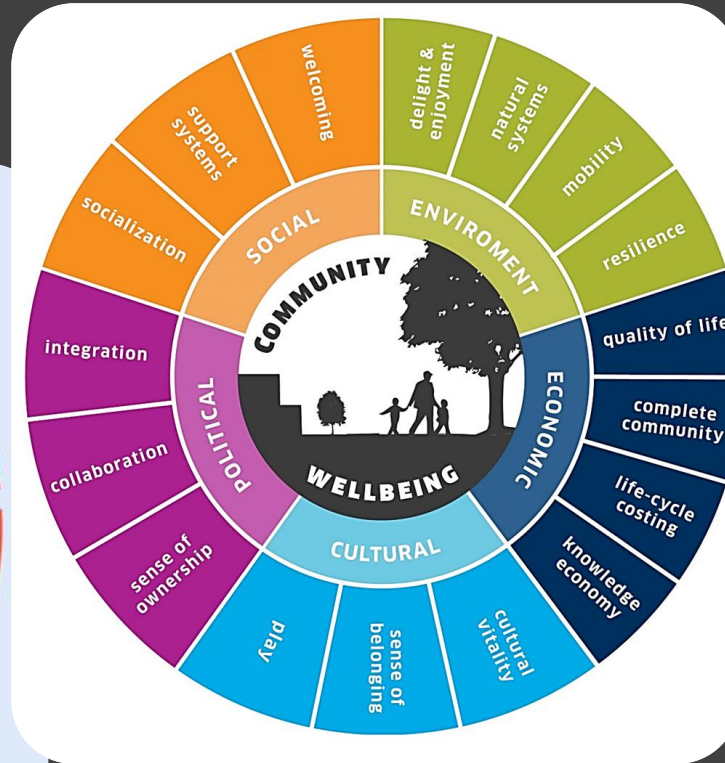 COMMUNITY
WELLBEING
SOCIAL
socialization
support
systems
welcoming
ENVIROMENT
delight &
enjoyment
natural
systems
mobility
resilience
ECONOMIC
quality of life
complete
community
life-cycle
costing
knowledge
economy
CULTURAL
cultural
vitality
sense of
belonging
play
POLITICAL
sense of
ownership
collaboration
integration